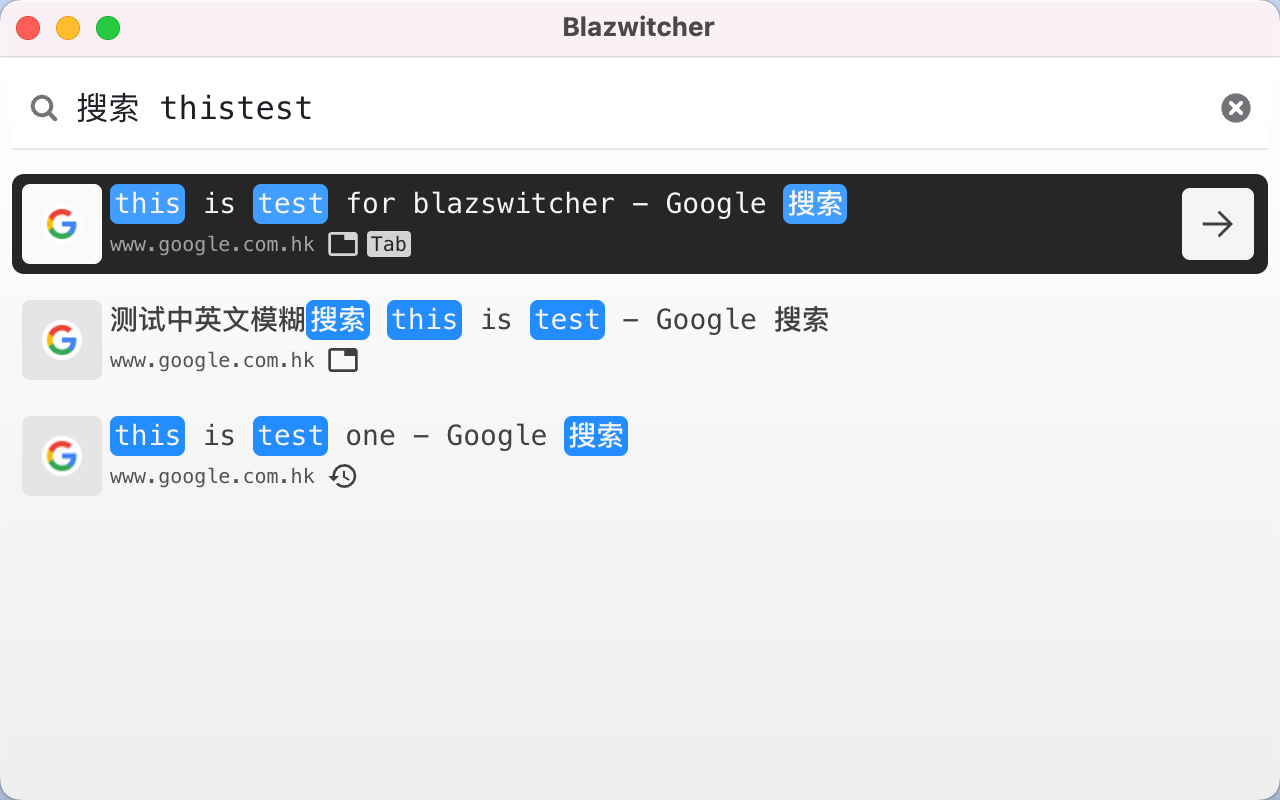 Blazwitcher
搜索 thistest
this is test for blazswitcher – Google 搜索
www.google.com.hk Tab
测试中英文模糊搜索 this is test – Google 搜索
www.google.com.hk
this is test one – Google 搜索
www.google.com.hk